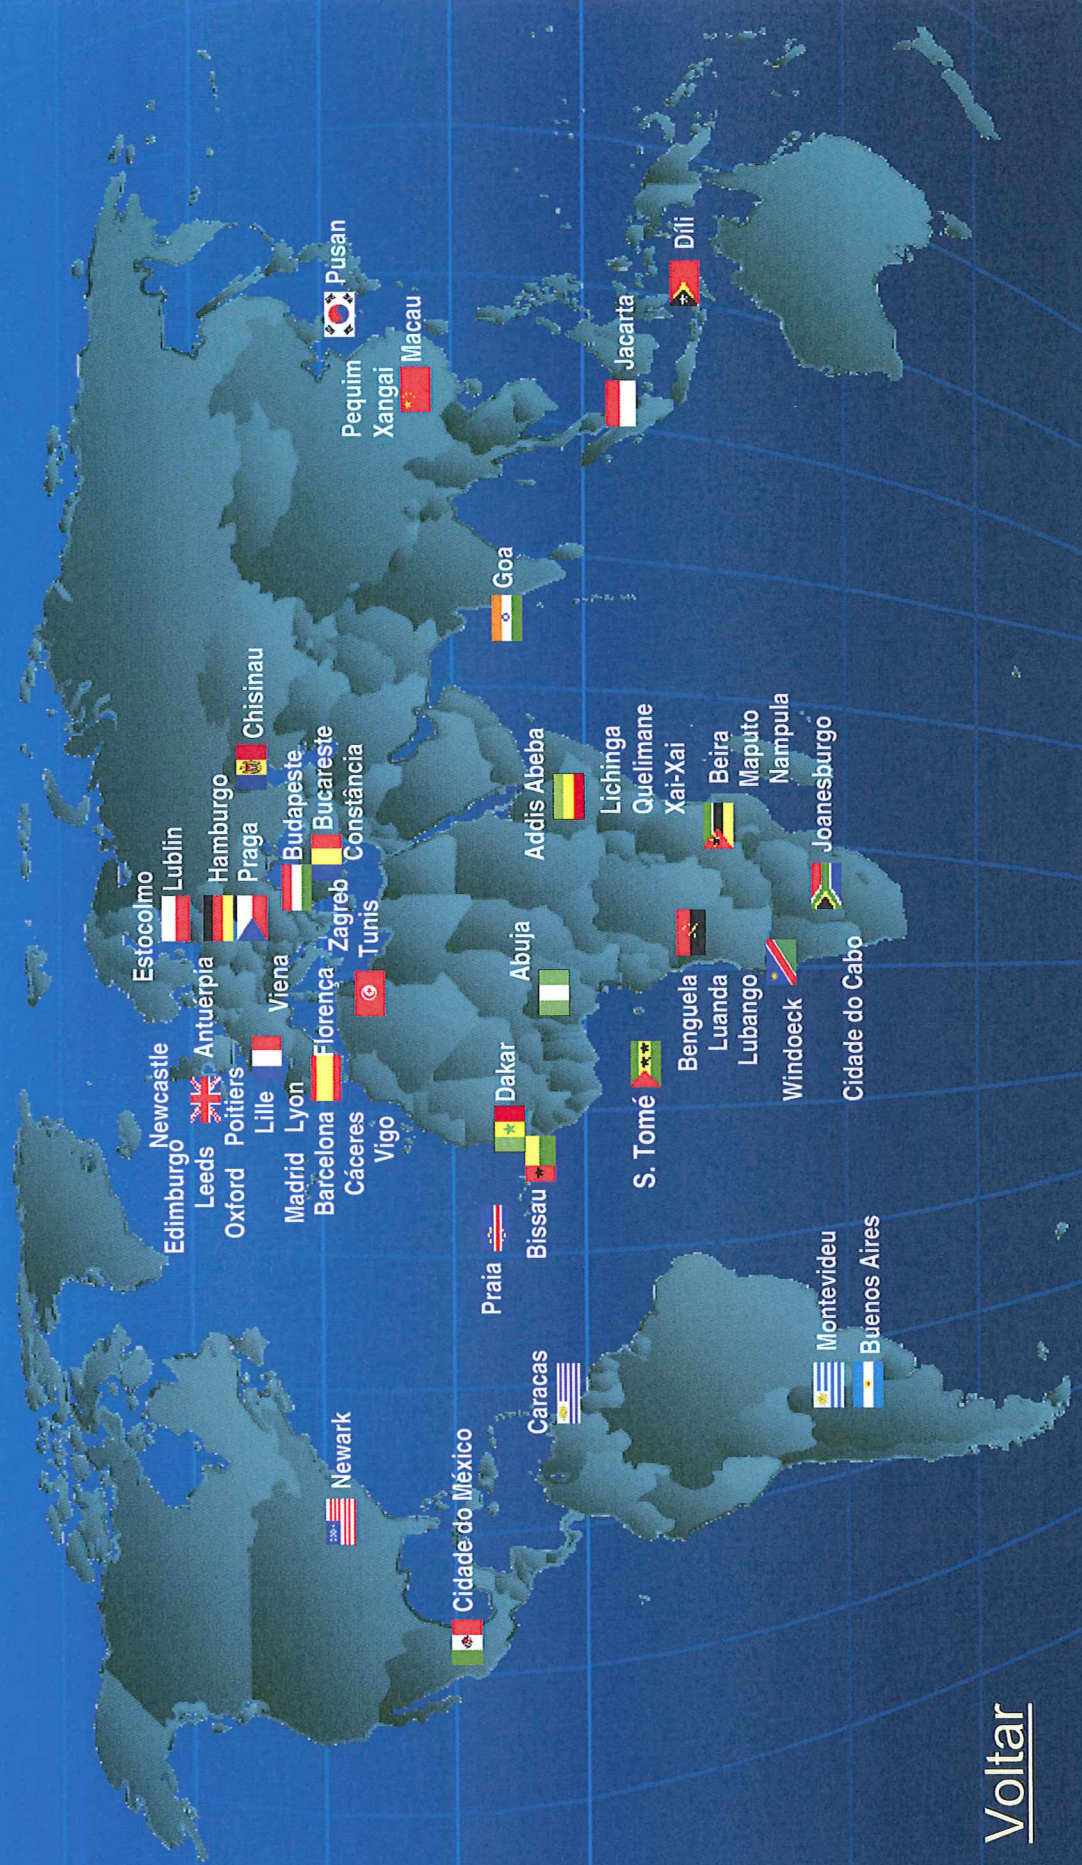 Estocolmo
Lublin
Newcastle
Edimburgo
Antuérpia
Hamburgo
Leeds
Praga
Chisinau
Oxford
Poitiers
Lille
Viena
Budapeste
Madrid
Lyon
Florença
Zagreb
Bucareste
Barcelona
Constância
Cáceres
Vigo
Tunis
Pusan
Pequim
Xangai
Macau
Newark
Cidade do México
Praia
Dakar
Bissau
Abuja
Addis Abeba
Goa
Caracas
Lichinga
Quelimane
Xai-Xai
Jacarta
Díli
S. Tomé
Benguela
Luanda
Lubango
Beira
Maputo
Nampula
Windoeck
Joanesburgo
Cidade do Cabo
Montevideu
Buenos Aires
Voltar